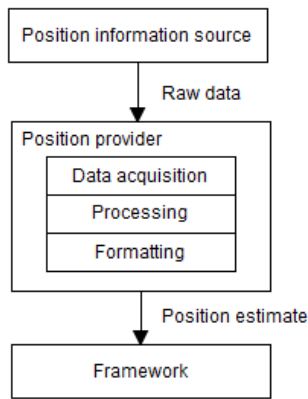 Position information source
Raw data
Position provider
Data acquisition
Processing
Formatting
Position estimate
Framework